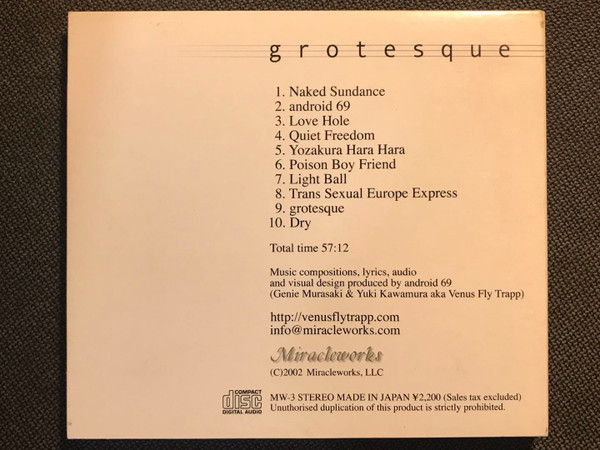 grotesque
1. Naked Sundance
2. android 69
3. Love Hole
4. Quiet Freedom
5. Yozakura Hara Hara
6. Poison Boy Friend
7. Light Ball
8. Trans Sexual Europe Express
9. grotesque
10. Dry
Total time 57:12
Music compositions, lyrics, audio
and visual design produced by android 69
(Genie Murasaki & Yuki Kawamura aka Venus Fly Trapp)
http://venusflytrapp.com
info@miracleworks.com
Miracleworks
(C)2002 Miracleworks, LLC
COMPACT
disc
DIGITAL AUDIO
MW-3 STEREO MADE IN JAPAN ¥2,200 (Sales tax excluded)
Unauthorised duplication of this product is strictly prohibited.